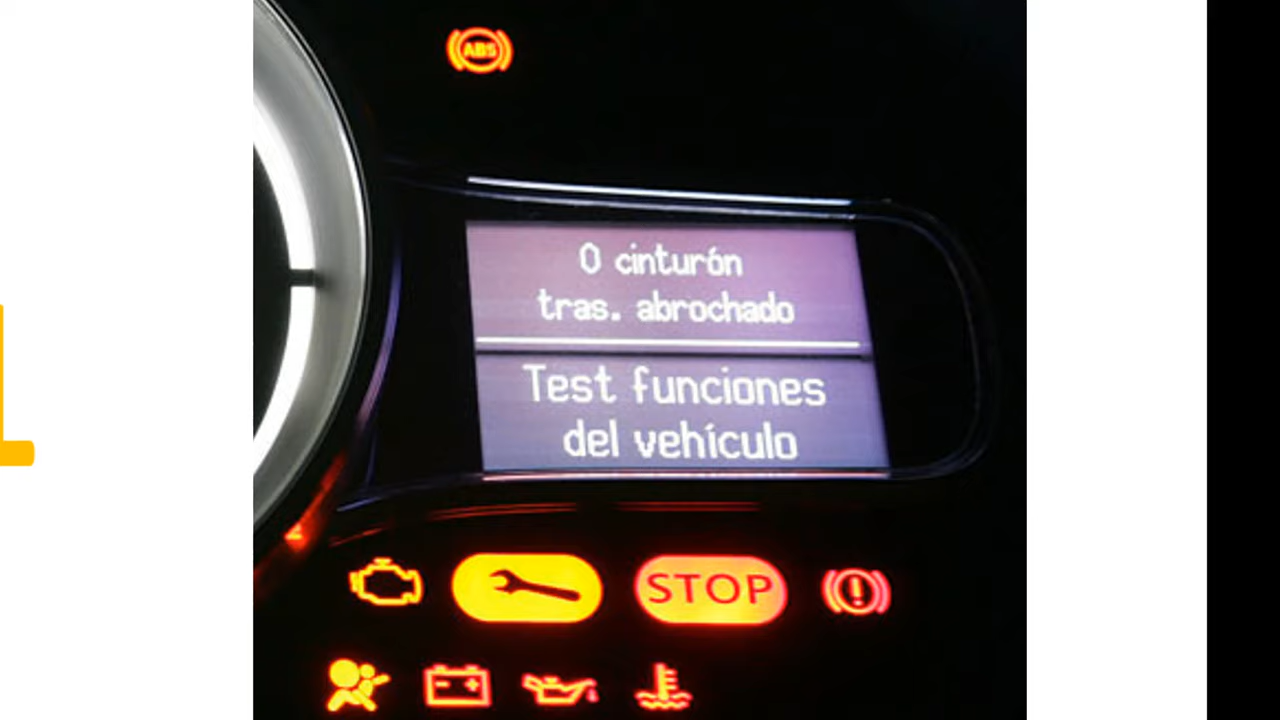 ABS
0 cinturón
tras. abrochado
Test funciones
del vehículo
STOP